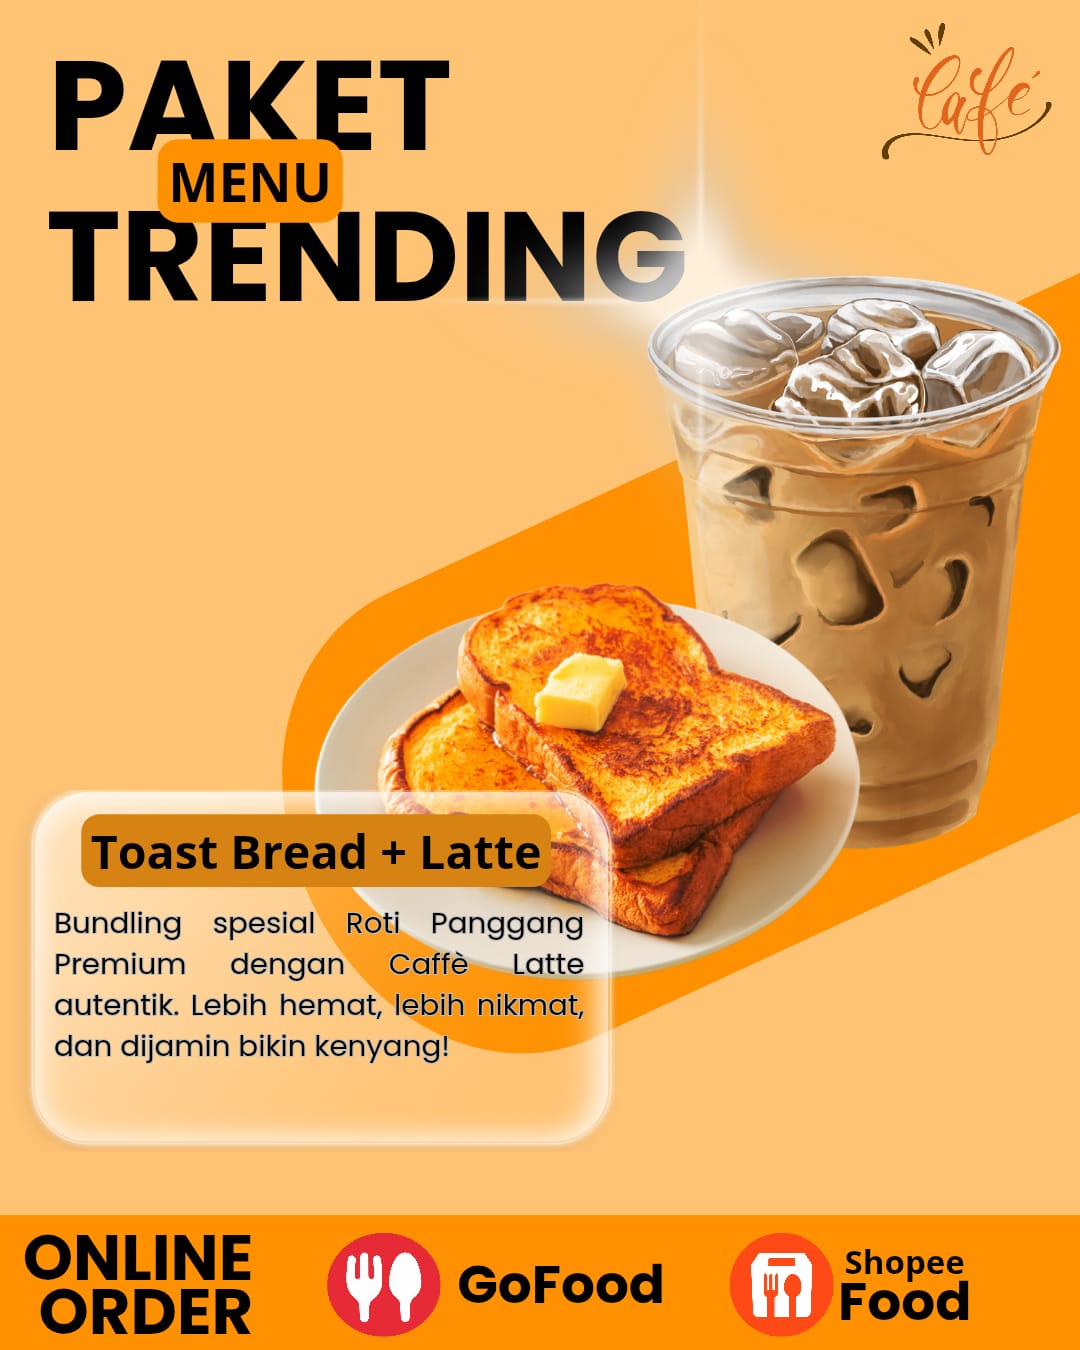 PAKET
MENU
TRENDING
Café
Toast Bread + Latte
Bundling spesial Roti Panggang
Premium dengan Caffè Latte
autentik. Lebih hemat, lebih nikmat,
dan dijamin bikin kenyang!
ONLINE
ORDER
GoFood
Shopee
Food